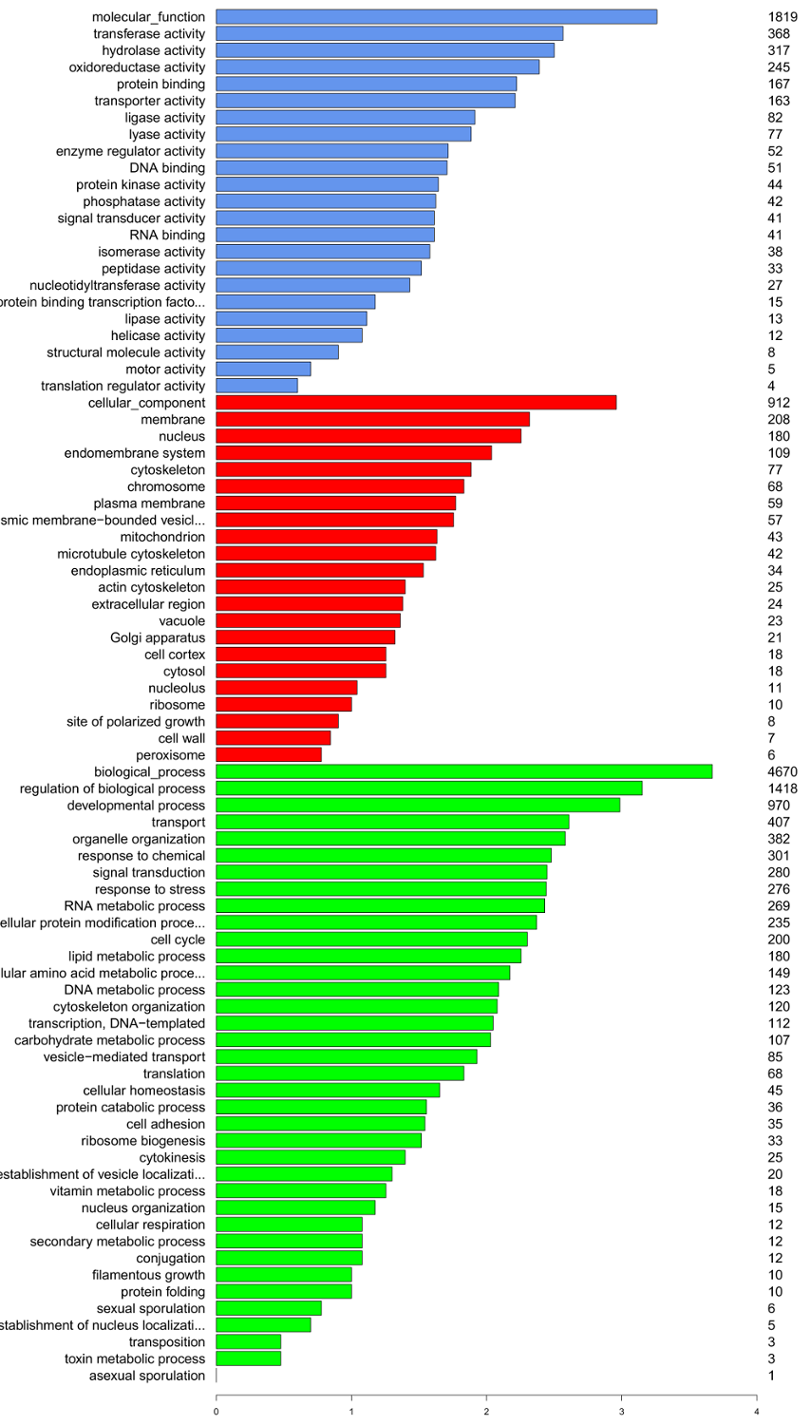 molecular_function 1819
transferase activity 368
hydrolase activity 317
oxidoreductase activity 245
protein binding 167
transporter activity 163
ligase activity 82
lyase activity 77
enzyme regulator activity 52
DNA binding 51
protein kinase activity 44
phosphatase activity 42
signal transducer activity 41
RNA binding 41
isomerase activity 38
peptidase activity 33
nucleotidyltransferase activity 27
protein binding transcription facto... 15
lipase activity 13
helicase activity 12
structural molecule activity 8
motor activity 5
translation regulator activity 4
cellular_component 912
membrane 208
nucleus 180
endomembrane system 109
cytoskeleton 77
chromosome 68
plasma membrane 59
smic membrane−bounded vesicl... 57
mitochondrion 43
microtubule cytoskeleton 42
endoplasmic reticulum 34
actin cytoskeleton 25
extracellular region 24
vacuole 23
Golgi apparatus 21
cell cortex 18
cytosol 18
nucleolus 11
ribosome 10
site of polarized growth 8
cell wall 7
peroxisome 6
biological_process 4670
regulation of biological process 1418
developmental process 970
transport 407
organelle organization 382
response to chemical 301
signal transduction 280
response to stress 276
RNA metabolic process 269
ellular protein modification proce... 235
cell cycle 200
lipid metabolic process 180
lular amino acid metabolic proce... 149
DNA metabolic process 123
cytoskeleton organization 120
transcription, DNA−templated 112
carbohydrate metabolic process 107
vesicle−mediated transport 85
translation 68
cellular homeostasis 45
protein catabolic process 36
cell adhesion 35
ribosome biogenesis 33
cytokinesis 25
establishment of vesicle localizati... 20
vitamin metabolic process 18
nucleus organization 15
cellular respiration 12
secondary metabolic process 12
conjugation 12
filamentous growth 10
protein folding 10
sexual sporulation 6
stablishment of nucleus localizati... 5
transposition 3
toxin metabolic process 3
asexual sporulation 1
0 1 2 3 4